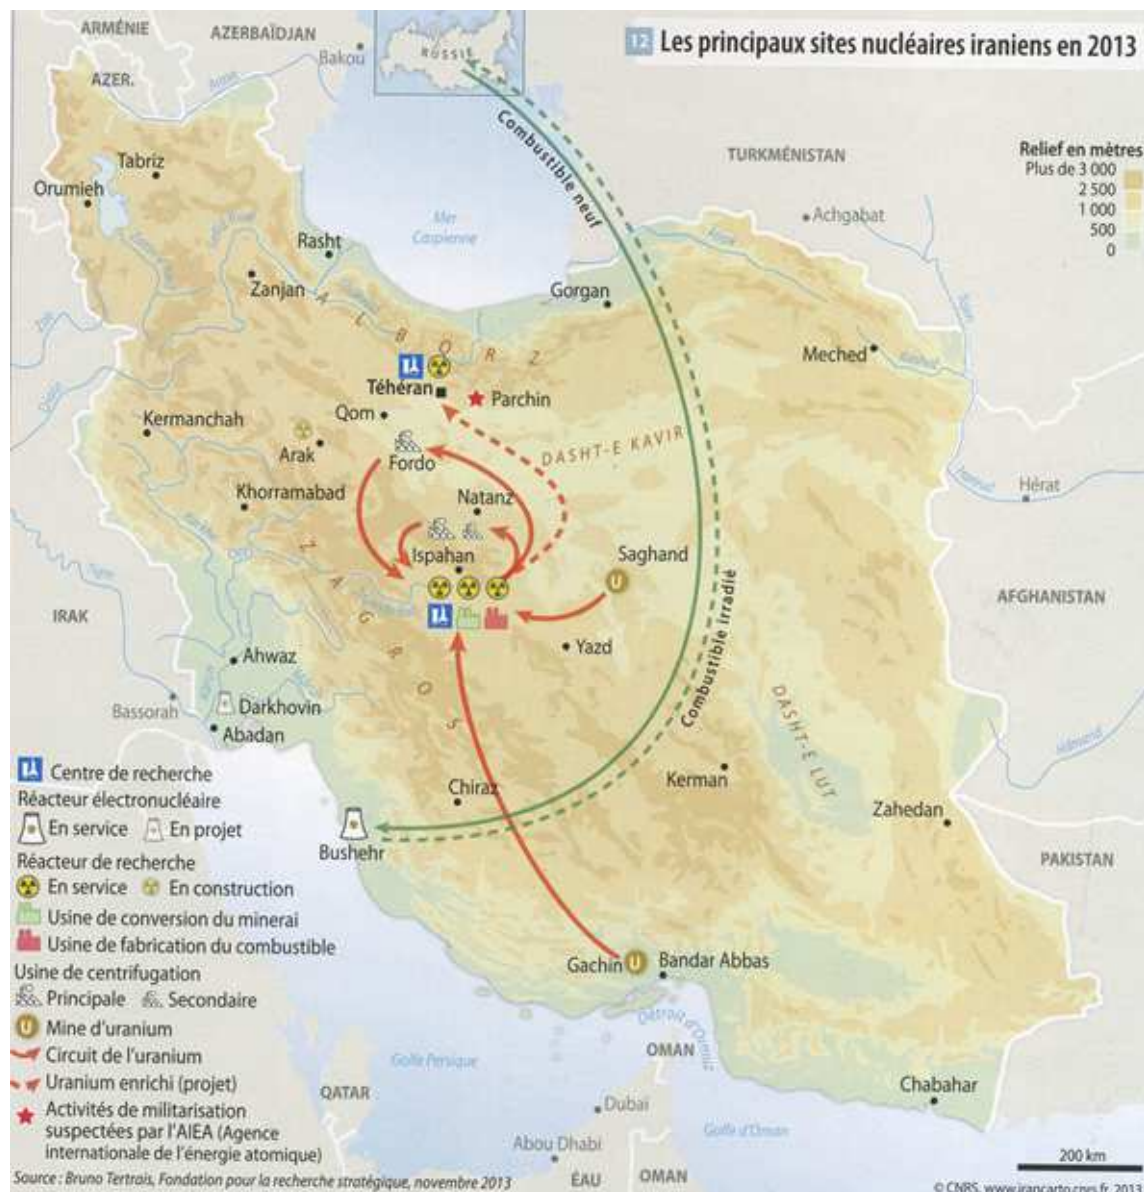 12 Les principaux sites nucléaires iraniens en 2013
ARMÉNIE
AZERBAÏDJAN
Bakou
RUSSIE
AZER.
Combustible neuf
TURKMÉNISTAN
Relief en mètres
Plus de 3 000
2 500
1 000
500
0
Tabriz
Orumieh
Mer
Caspienne
Achgabat
Rasht
Zanjan
Gorgan
ALBORZ
Meched
Téhéran
Parchin
Qom
Kermanchah
Arak
Fordo
DASHT-E KAVIR
Khorramabad
Natanz
Hérat
Ispahan
Saghand
U
ZAGROS
IRAK
AFGHANISTAN
Combustible irradié
Yazd
Ahwaz
Bassorah
Darkhovin
Abadan
DASHT-E LUT
Kerman
Chiraz
Zahedan
Bushehr
PAKISTAN
Gachin
U
Bandar Abbas
Détroit d'Ormuz
OMAN
Golfe Persique
QATAR
Chabahar
Dubaï
Golfe d'Oman
Abou Dhabi
ÉAU
OMAN
Centre de recherche
Réacteur électronucléaire
En service En projet
Réacteur de recherche
En service En construction
Usine de conversion du minerai
Usine de fabrication du combustible
Usine de centrifugation
Principale Secondaire
U Mine d'uranium
Circuit de l'uranium
Uranium enrichi (projet)
Activités de militarisation
suspectées par l'AIEA (Agence
internationale de l'énergie atomique)
200 km
Source : Bruno Tertrais, Fondation pour la recherche stratégique, novembre 2013
© CNRS, www.irancarto.cnrs.fr, 2013